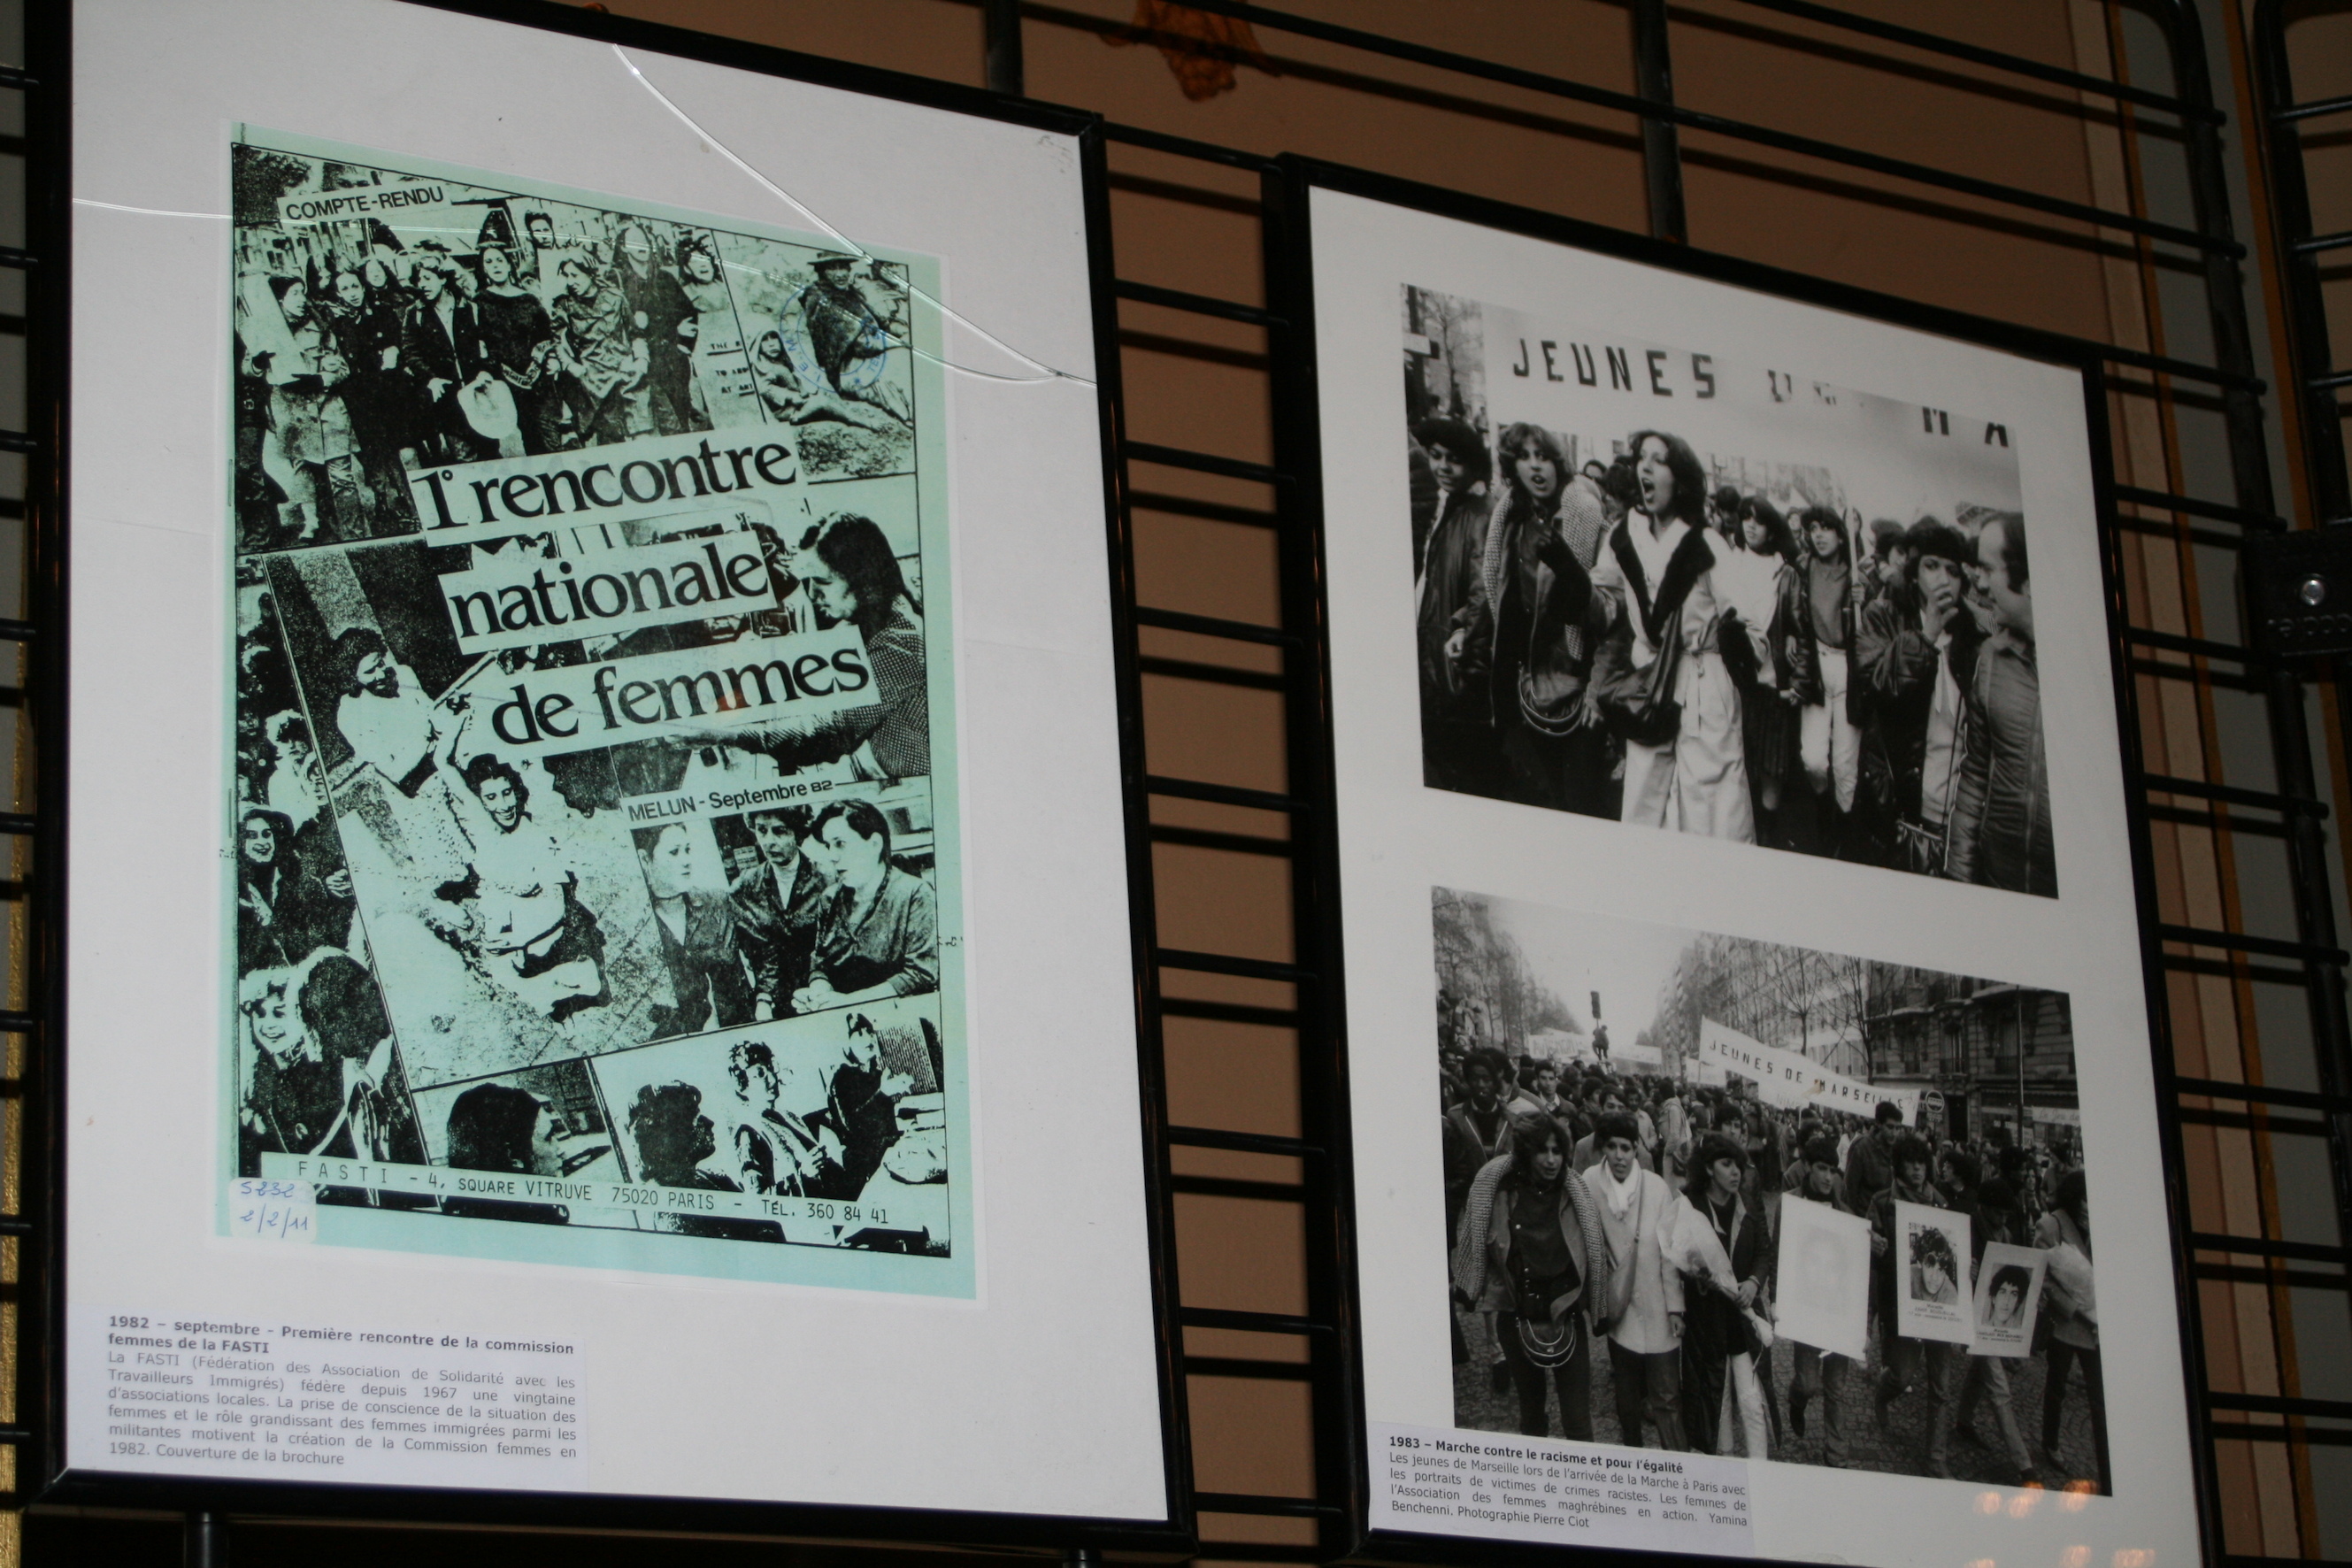 COMPTE-RENDU
1° rencontre
nationale
de femmes
MELUN - Septembre 82
FASTI - 4, SQUARE VITRUVE 75020 PARIS - TÉL. 360 84 41
S232
2/2/11
1982 – septembre - Première rencontre de la commission
femmes de la FASTI
La FASTI (Fédération des Association de Solidarité avec les
Travailleurs Immigrés) fédère depuis 1967 une vingtaine
d'associations locales. La prise de conscience de la situation des
femmes et le rôle grandissant des femmes immigrées parmi les
militantes motivent la création de la Commission femmes en
1982. Couverture de la brochure
JEUNES
JEUNES DE MARSEILLE
1983 – Marche contre le racisme et pour l'égalité
Les jeunes de Marseille lors de l'arrivée de la Marche à Paris avec
les portraits de victimes de crimes racistes. Les femmes de
l'Association des femmes maghrébines en action. Yamina
Benchenni. Photographie Pierre Ciot